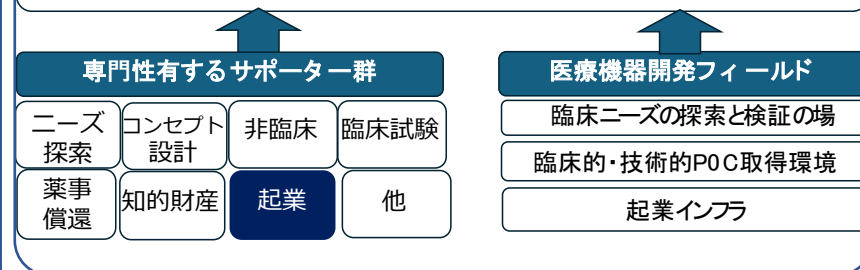 専門性有するサポーター群
ニーズ
探索
コンセプト
設計
非臨床
臨床試験
薬事
償還
知的財産
起業
他
医療機器開発フィールド
臨床ニーズの探索と検証の場
臨床的・技術的POC取得環境
起業インフラ